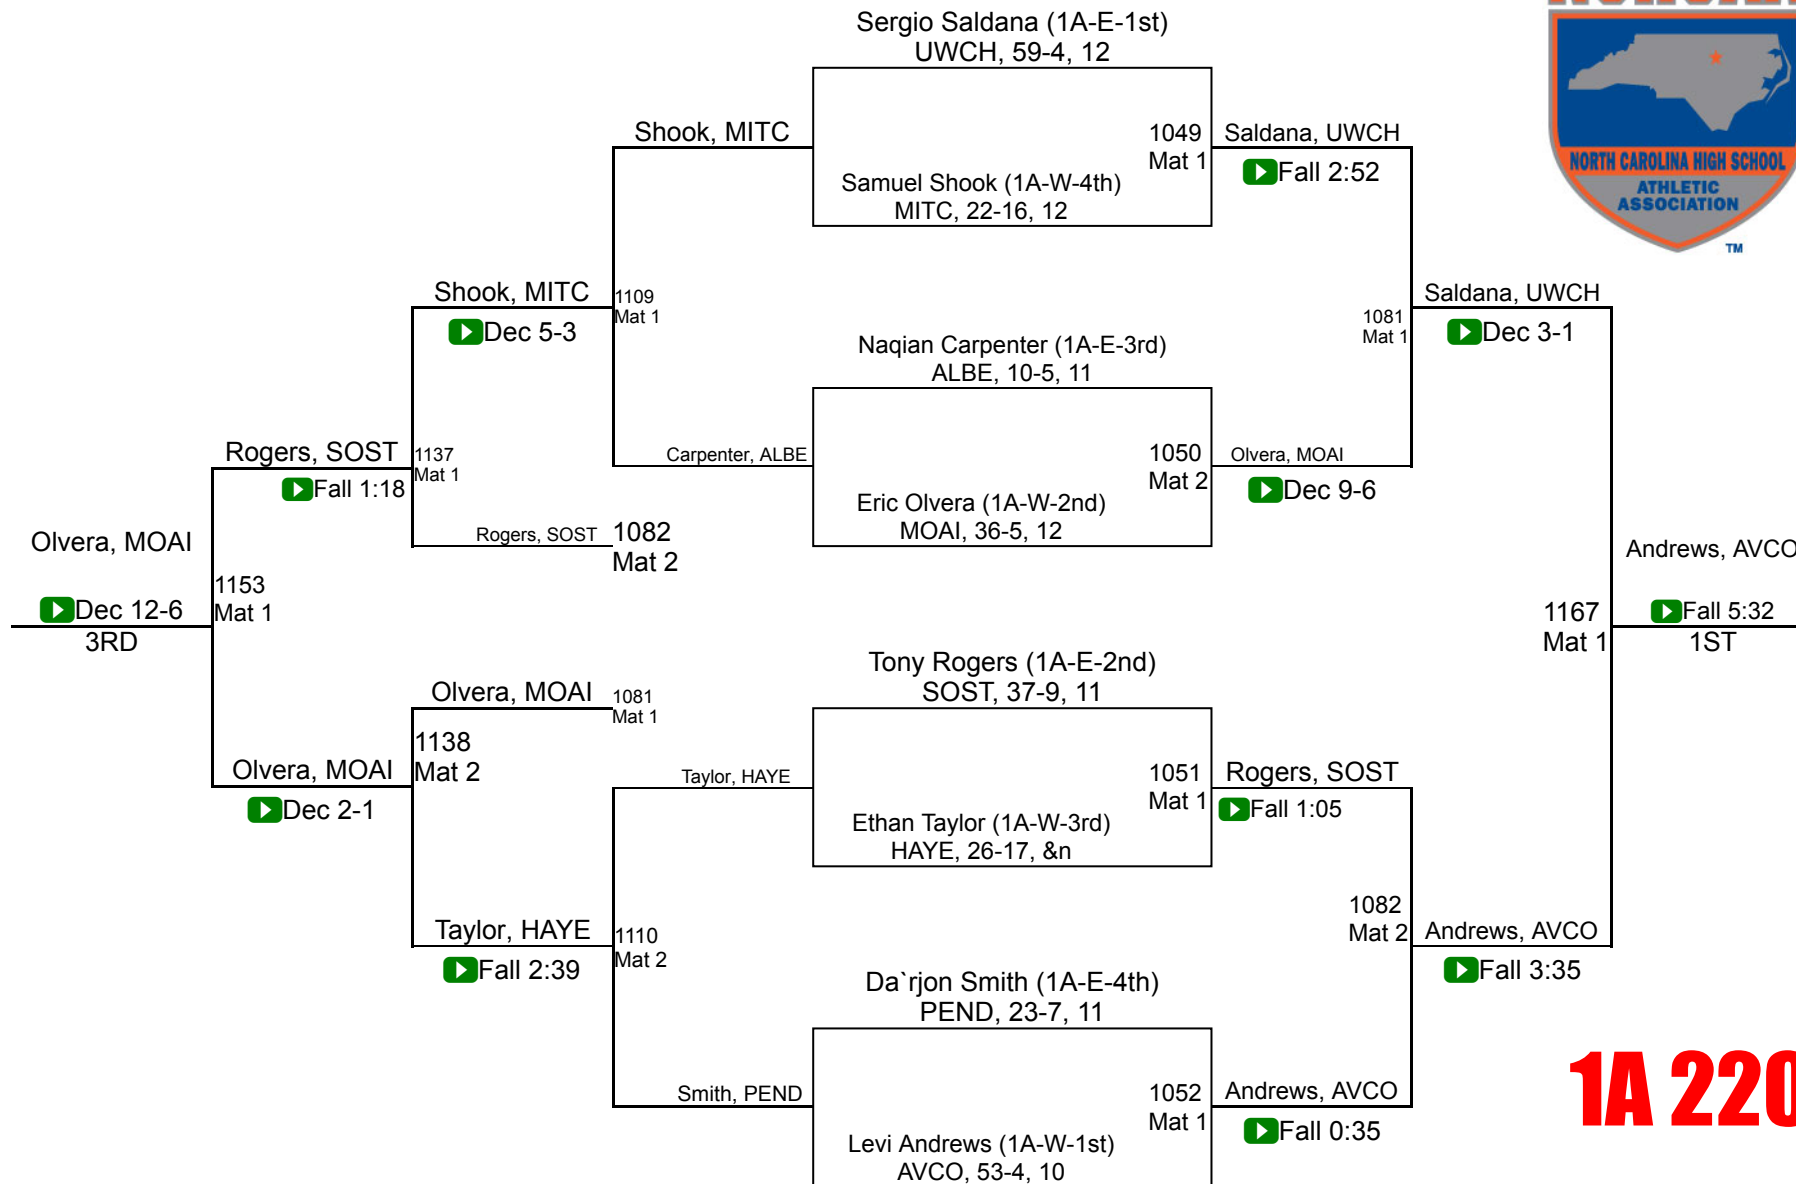 Sergio Saldana (1A-E-1st)
UWCH, 59-4, 12
Shook, MITC
1049
Mat 1
Saldana, UWCH
Fall 2:52
Samuel Shook (1A-W-4th)
MITC, 22-16, 12
NORTH CAROLINA HIGH SCHOOL
ATHLETIC
ASSOCIATION
TM
Shook, MITC
Dec 5-3
1109
Mat 1
1081
Mat 1
Saldana, UWCH
Dec 3-1
Naqian Carpenter (1A-E-3rd)
ALBE, 10-5, 11
Rogers, SOST
Fall 1:18
1137
Mat 1
Carpenter, ALBE
1050
Mat 2
Olvera, MOAI
Dec 9-6
Eric Olvera (1A-W-2nd)
MOAI, 36-5, 12
Rogers, SOST
1082
Mat 2
Olvera, MOAI
Dec 12-6
3RD
1153
Mat 1
Andrews, AVCO
1167
Mat 1
Fall 5:32
1ST
Tony Rogers (1A-E-2nd)
SOST, 37-9, 11
Olvera, MOAI
1081
Mat 1
1138
Mat 2
Olvera, MOAI
Dec 2-1
Taylor, HAYE
1051
Mat 1
Rogers, SOST
Fall 1:05
Ethan Taylor (1A-W-3rd)
HAYE, 26-17, &n
Taylor, HAYE
Fall 2:39
1110
Mat 2
1082
Mat 2
Andrews, AVCO
Fall 3:35
Da`rjon Smith (1A-E-4th)
PEND, 23-7, 11
Smith, PEND
1052
Mat 1
Andrews, AVCO
Fall 0:35
Levi Andrews (1A-W-1st)
AVCO, 53-4, 10
1A 220